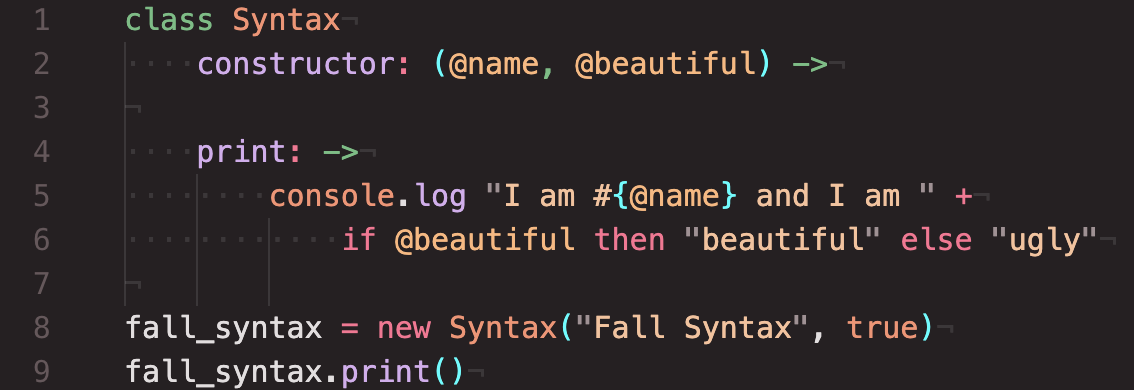 1 class Syntax¬
2 ····constructor: (@name, @beautiful) ->¬
3 ¬
4 ····print: ->¬
5 ········console.log "I am #{@name} and I am " +¬
6 ············if @beautiful then "beautiful" else "ugly"¬
7 ¬
8 fall_syntax = new Syntax("Fall Syntax", true)¬
9 fall_syntax.print()¬